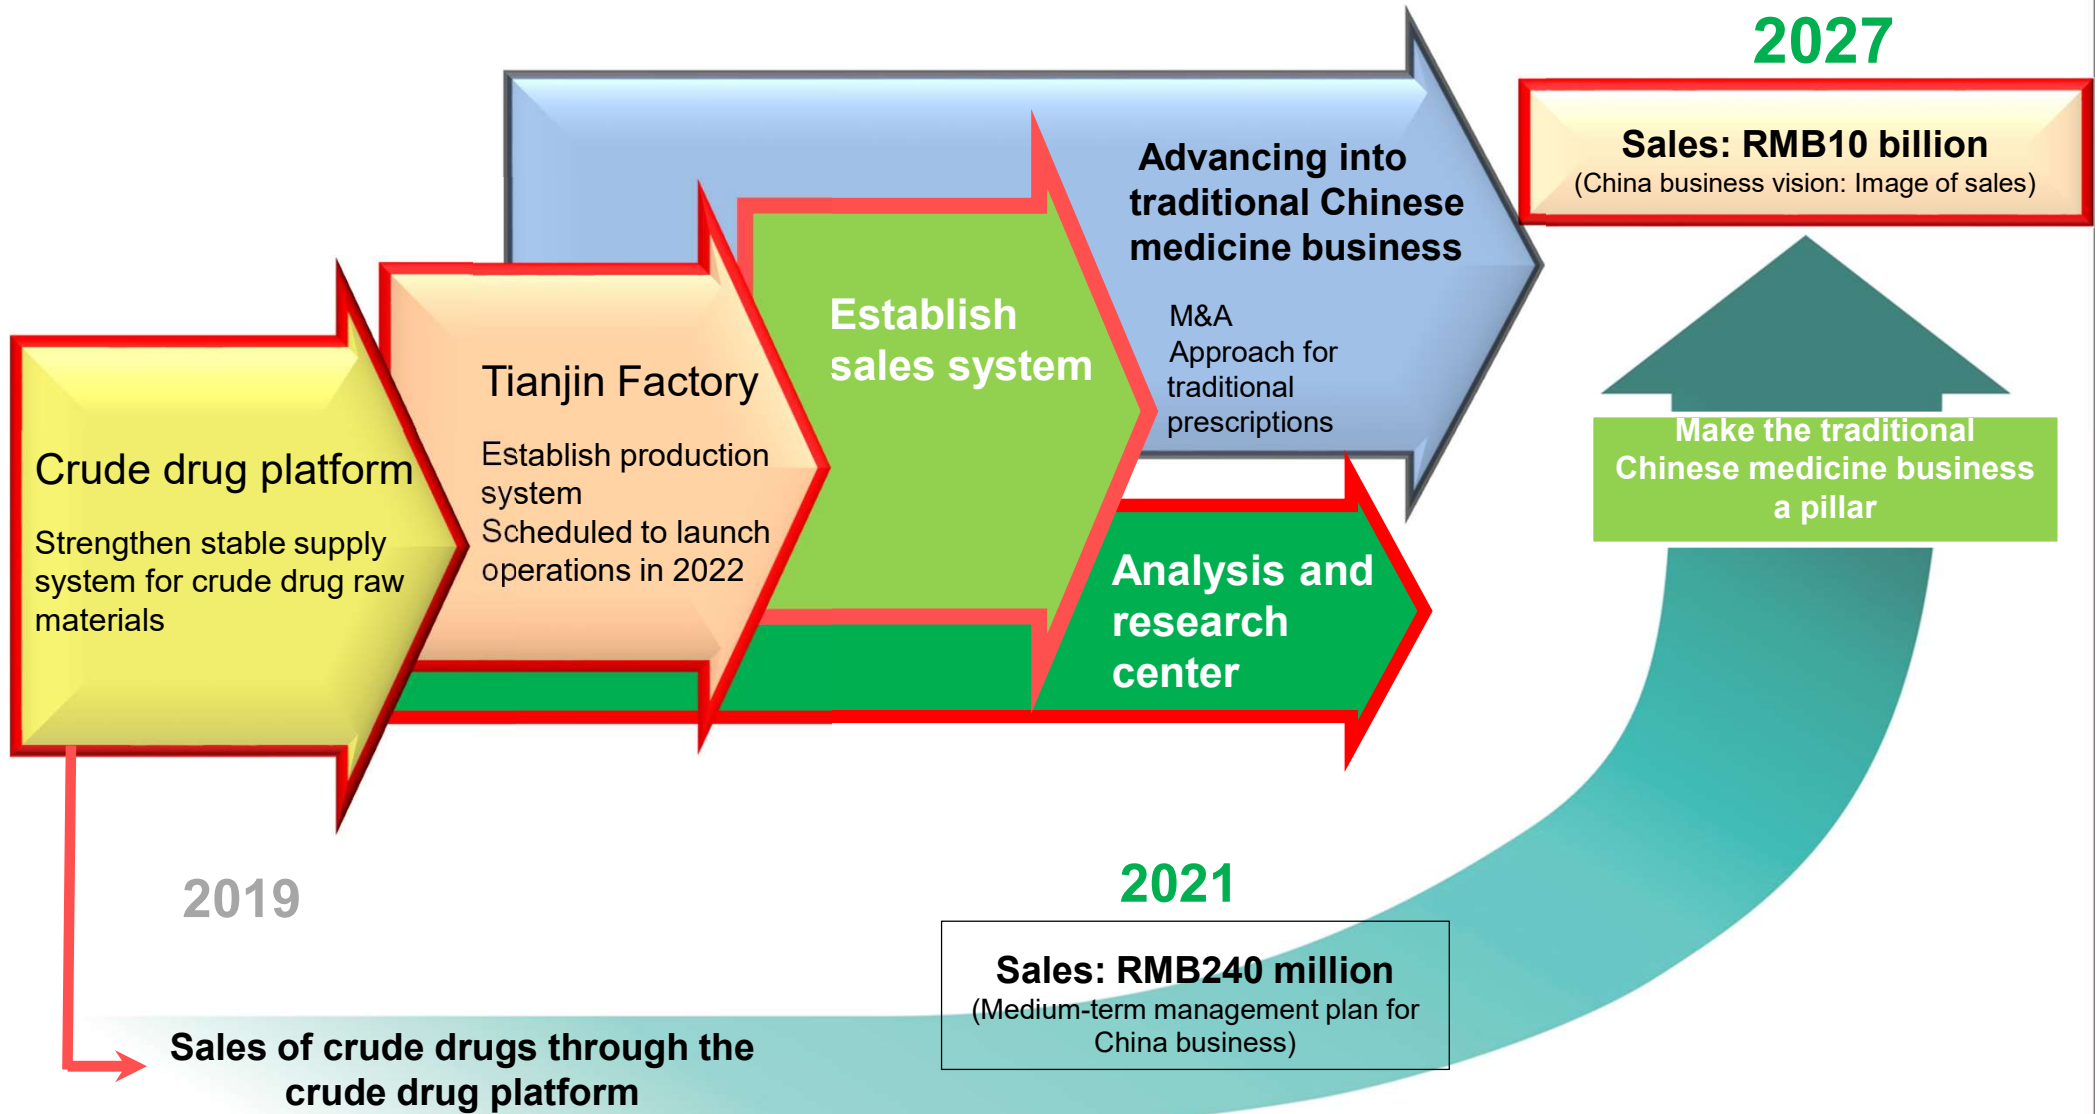 2027
Sales: RMB10 billion
(China business vision: Image of sales)
Advancing into
traditional Chinese
medicine business
M&A
Approach for
traditional
prescriptions
Establish
sales system
Tianjin Factory
Establish production
system
Scheduled to launch
operations in 2022
Crude drug platform
Strengthen stable supply
system for crude drug raw
materials
Analysis and
research
center
Make the traditional
Chinese medicine business
a pillar
2019
2021
Sales: RMB240 million
(Medium-term management plan for
China business)
Sales of crude drugs through the
crude drug platform